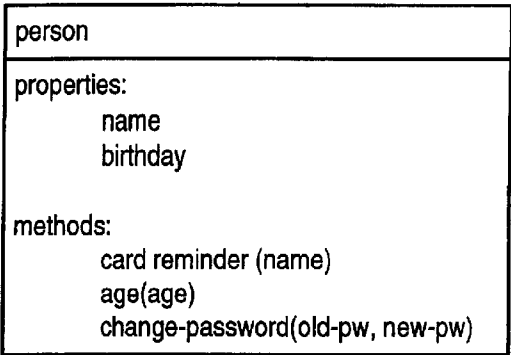 person
properties:
name
birthday
methods:
card reminder (name)
age(age)
change-password(old-pw, new-pw)